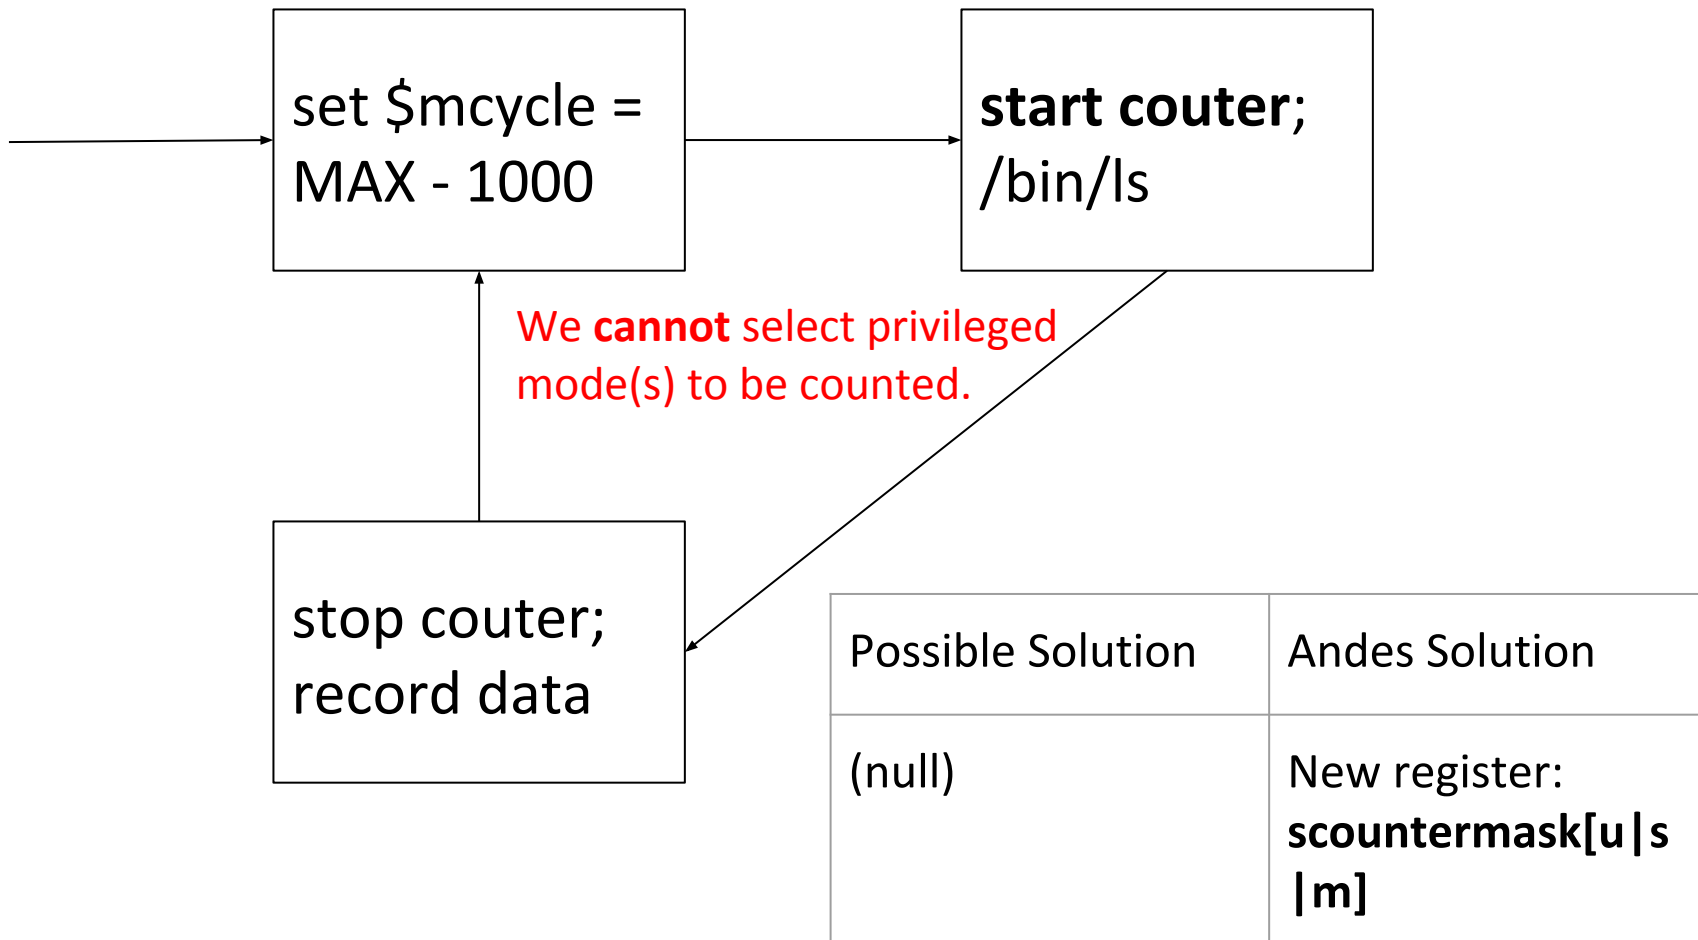 set $mcycle =
MAX - 1000
start couter;
/bin/ls
We cannot select privileged
mode(s) to be counted.
stop couter;
record data
Possible Solution
Andes Solution
(null)
New register:
scountermask[u|s
|m]